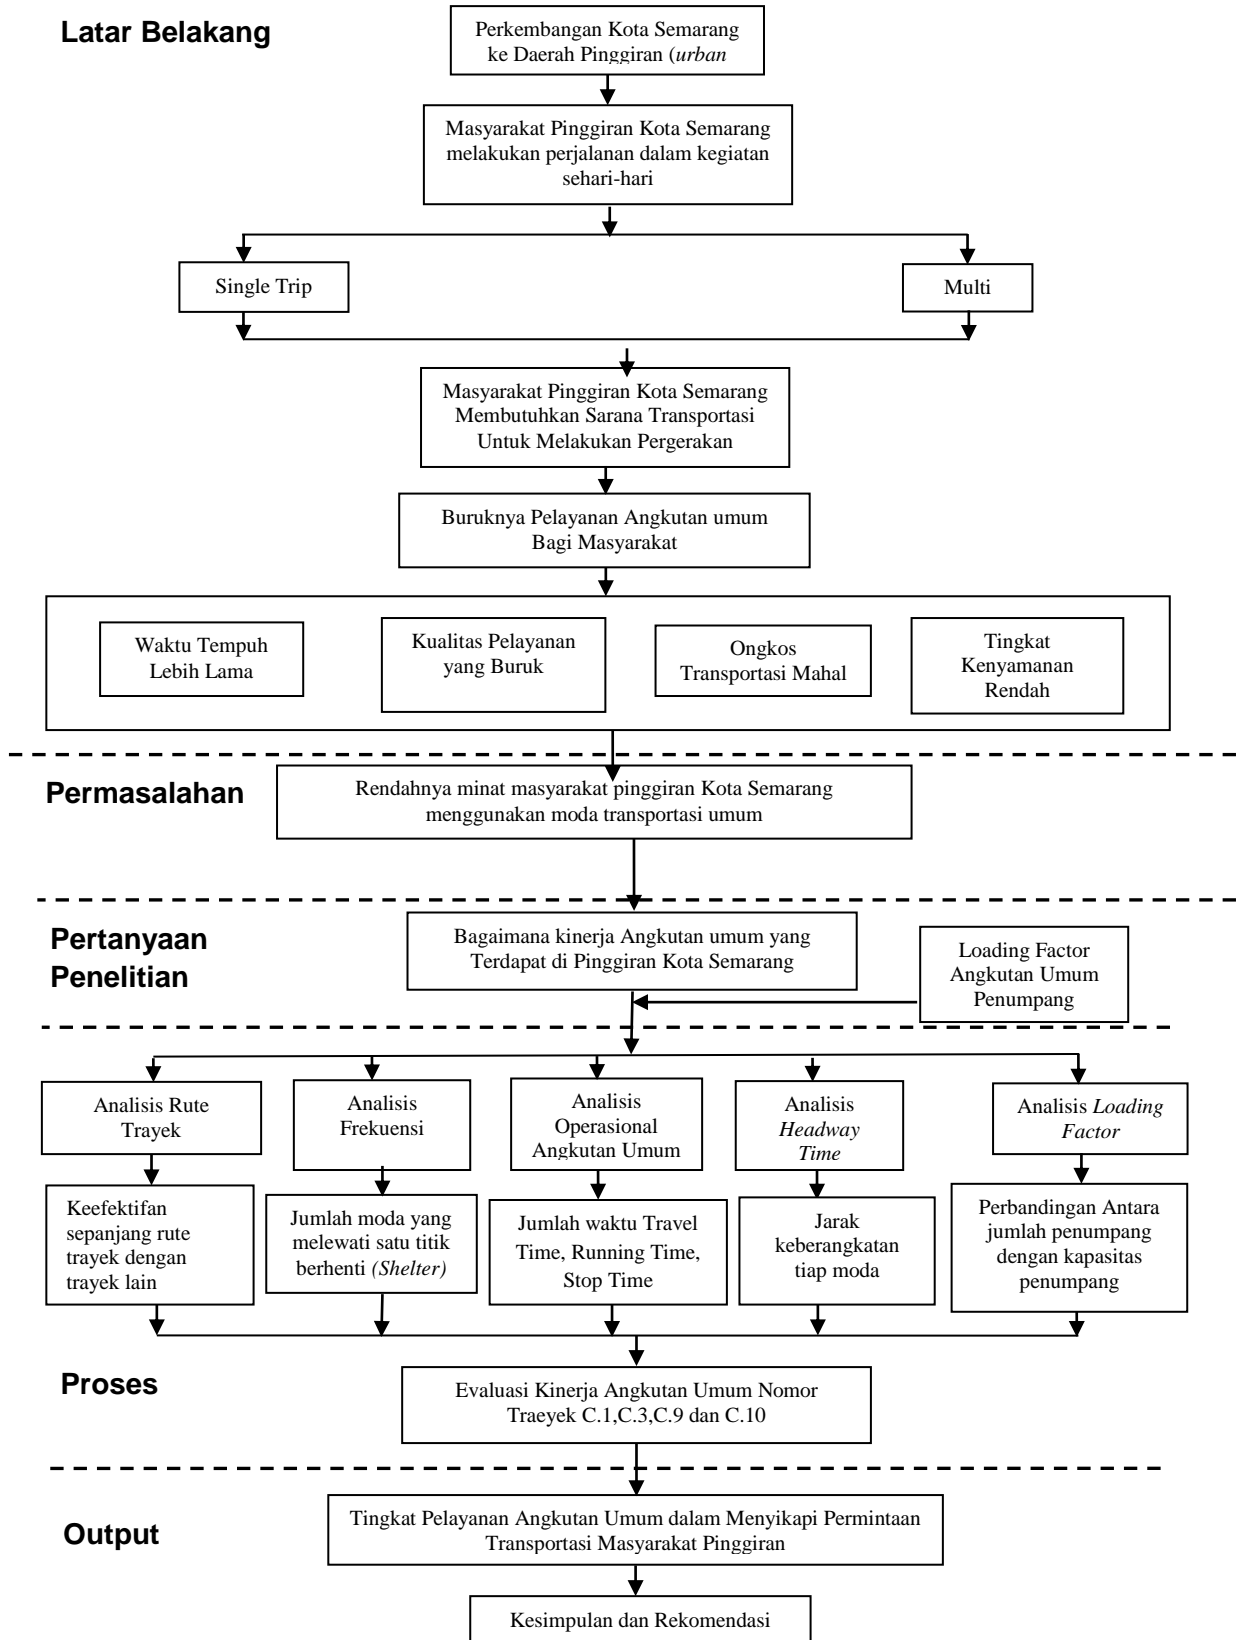 Latar Belakang
Perkembangan Kota Semarang
ke Daerah Pinggiran (urban
Masyarakat Pinggiran Kota Semarang
melakukan perjalanan dalam kegiatan
sehari-hari
Single Trip
Multi
Masyarakat Pinggiran Kota Semarang
Membutuhkan Sarana Transportasi
Untuk Melakukan Pergerakan
Buruknya Pelayanan Angkutan umum
Bagi Masyarakat
Waktu Tempuh
Lebih Lama
Kualitas Pelayanan
yang Buruk
Ongkos
Transportasi Mahal
Tingkat
Kenyamanan
Rendah
Permasalahan
Rendahnya minat masyarakat pinggiran Kota Semarang
menggunakan moda transportasi umum
Pertanyaan
Penelitian
Bagaimana kinerja Angkutan umum yang
Terdapat di Pinggiran Kota Semarang
Loading Factor
Angkutan Umum
Penumpang
Analisis Rute
Trayek
Analisis
Frekuensi
Analisis
Operasional
Angkutan Umum
Analisis
Headway
Time
Analisis Loading
Factor
Keefektifan
sepanjang rute
trayek dengan
trayek lain
Jumlah moda yang
melewati satu titik
berhenti (Shelter)
Jumlah waktu Travel
Time, Running Time,
Stop Time
Jarak
keberangkatan
tiap moda
Perbandingan Antara
jumlah penumpang
dengan kapasitas
penumpang
Proses
Evaluasi Kinerja Angkutan Umum Nomor
Traeyek C.1,C.3,C.9 dan C.10
Output
Tingkat Pelayanan Angkutan Umum dalam Menyikapi Permintaan
Transportasi Masyarakat Pinggiran
Kesimpulan dan Rekomendasi